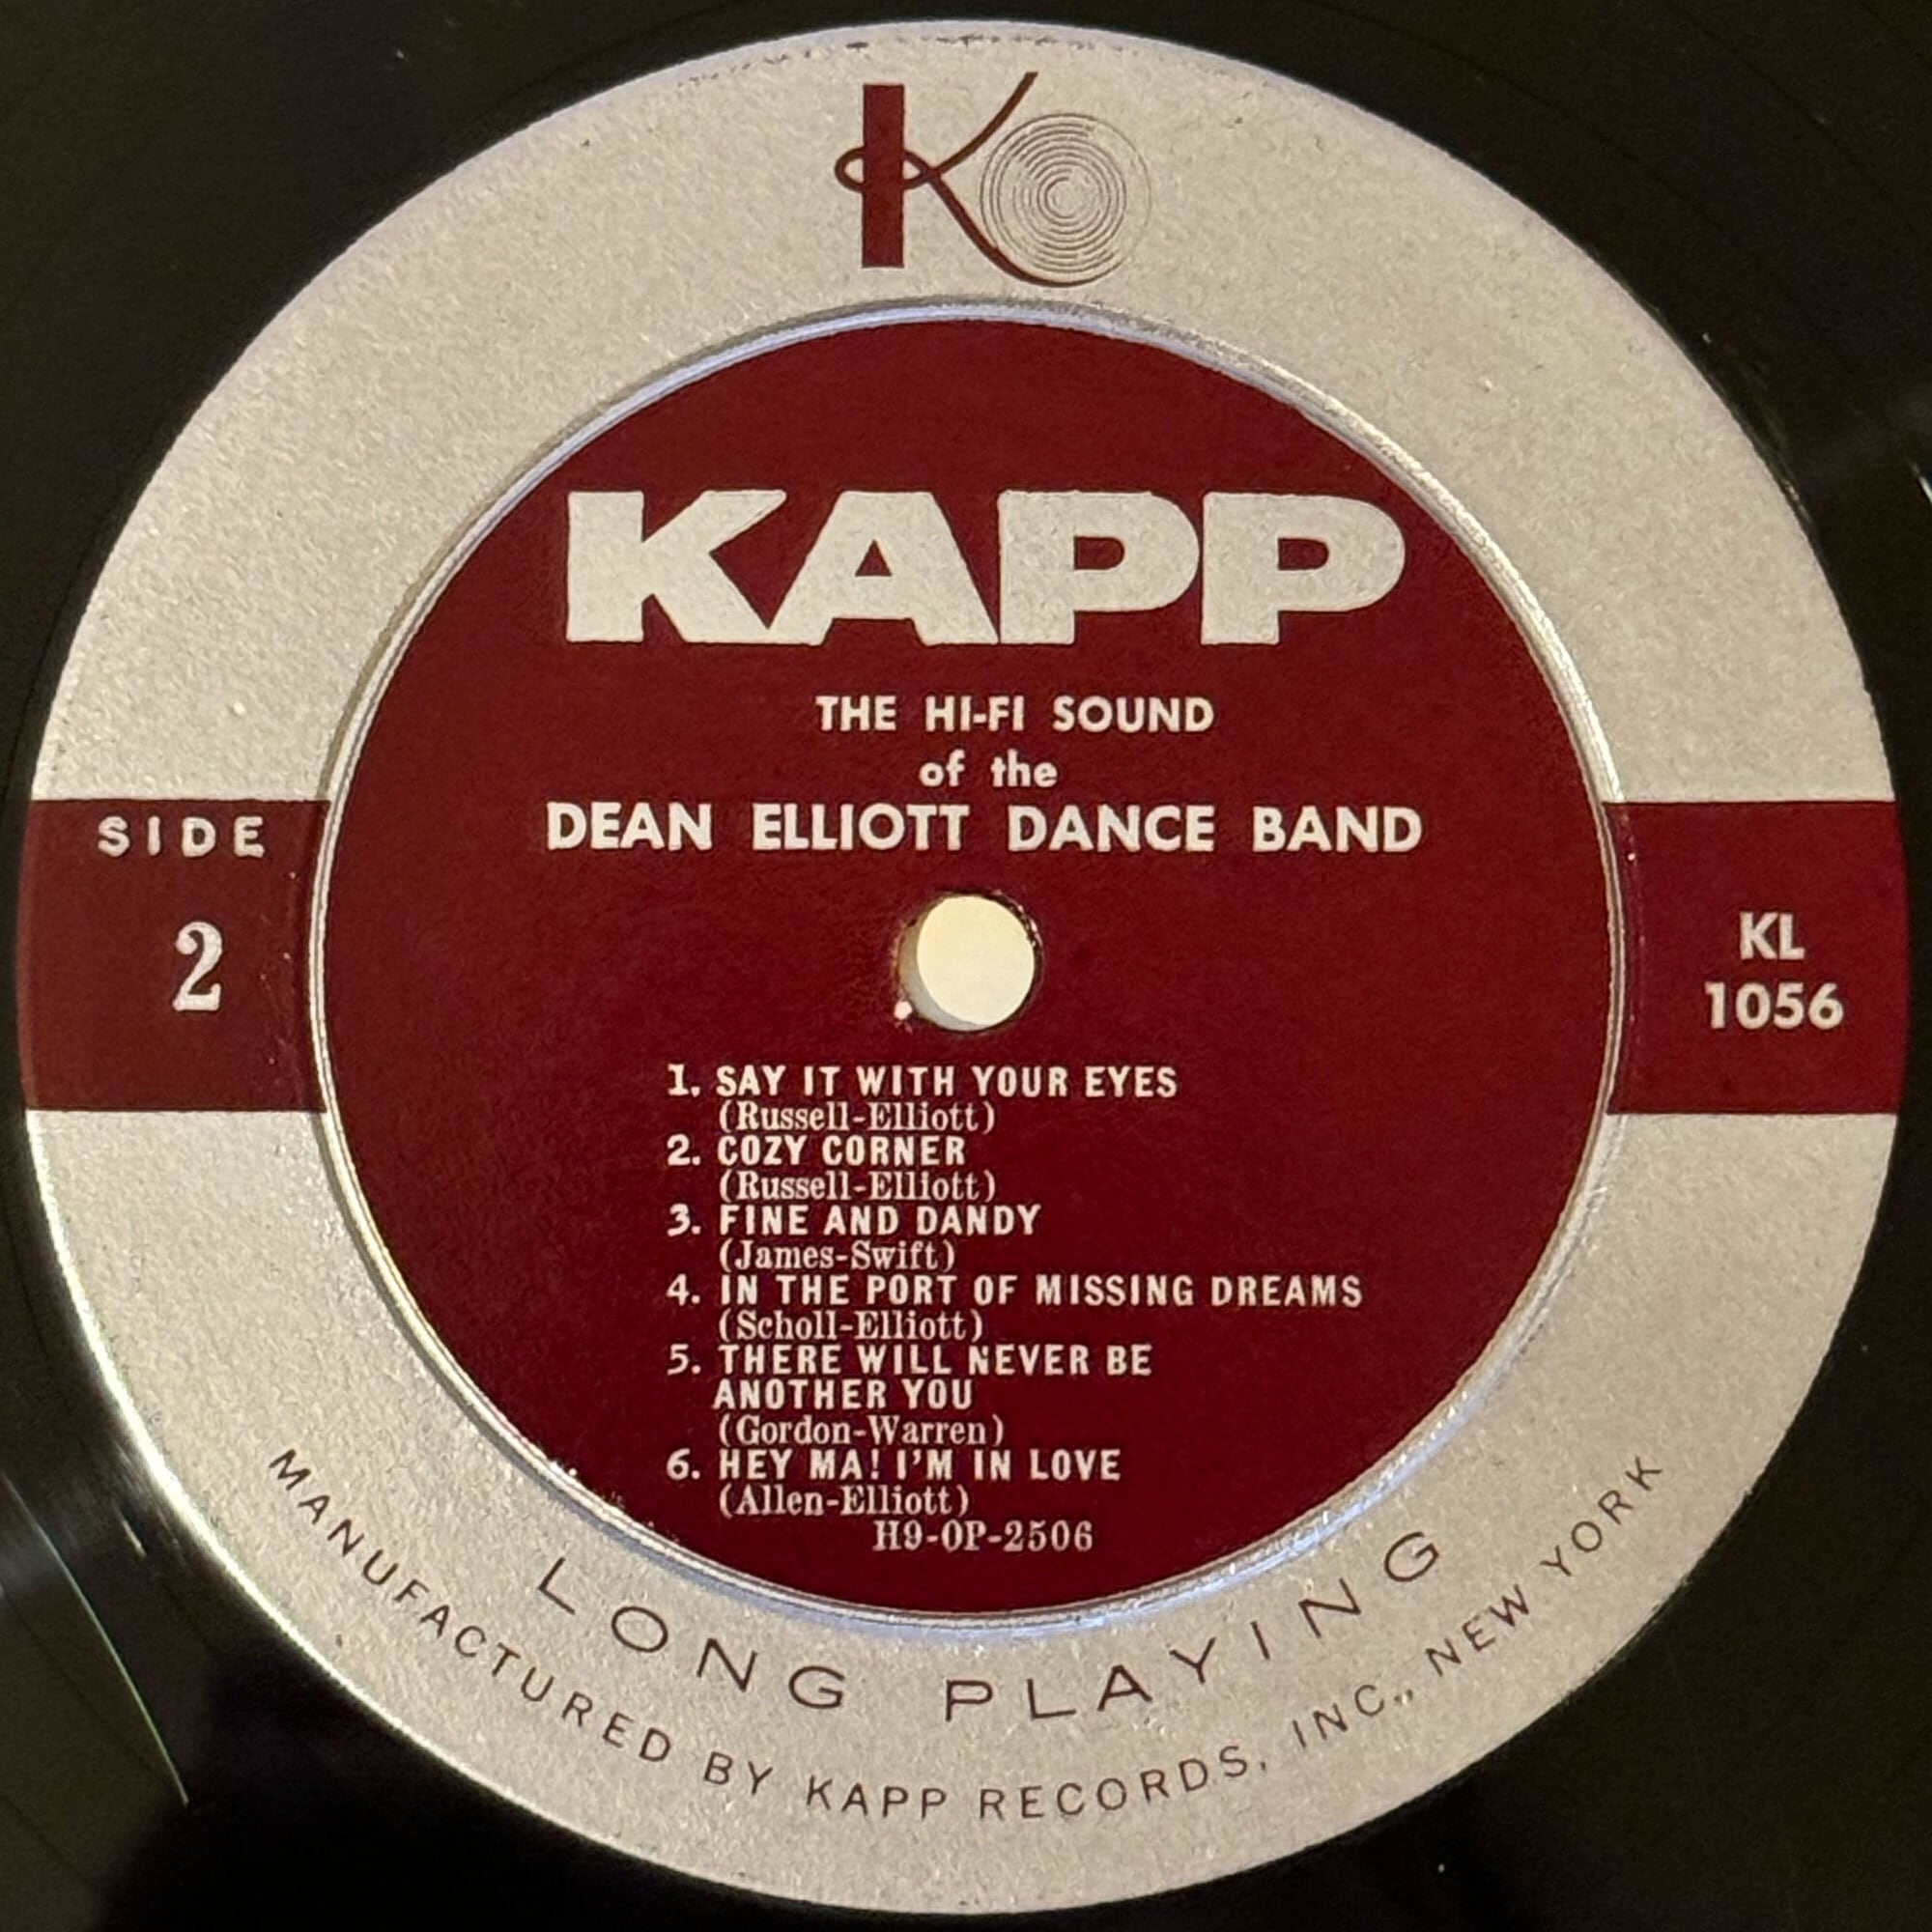 K
KAPP
THE HI-FI SOUND
of the
DEAN ELLIOTT DANCE BAND
SIDE
2
KL
1056
1. SAY IT WITH YOUR EYES
(Russell-Elliott)
2. COZY CORNER
(Russell-Elliott)
3. FINE AND DANDY
(James-Swift)
4. IN THE PORT OF MISSING DREAMS
(Scholl-Elliott)
5. THERE WILL NEVER BE
ANOTHER YOU
(Gordon-Warren)
6. HEY MA! I'M IN LOVE
(Allen-Elliott)
H9-OP-2506
LONG PLAYING
MANUFACTURED BY KAPP RECORDS, INC., NEW YORK